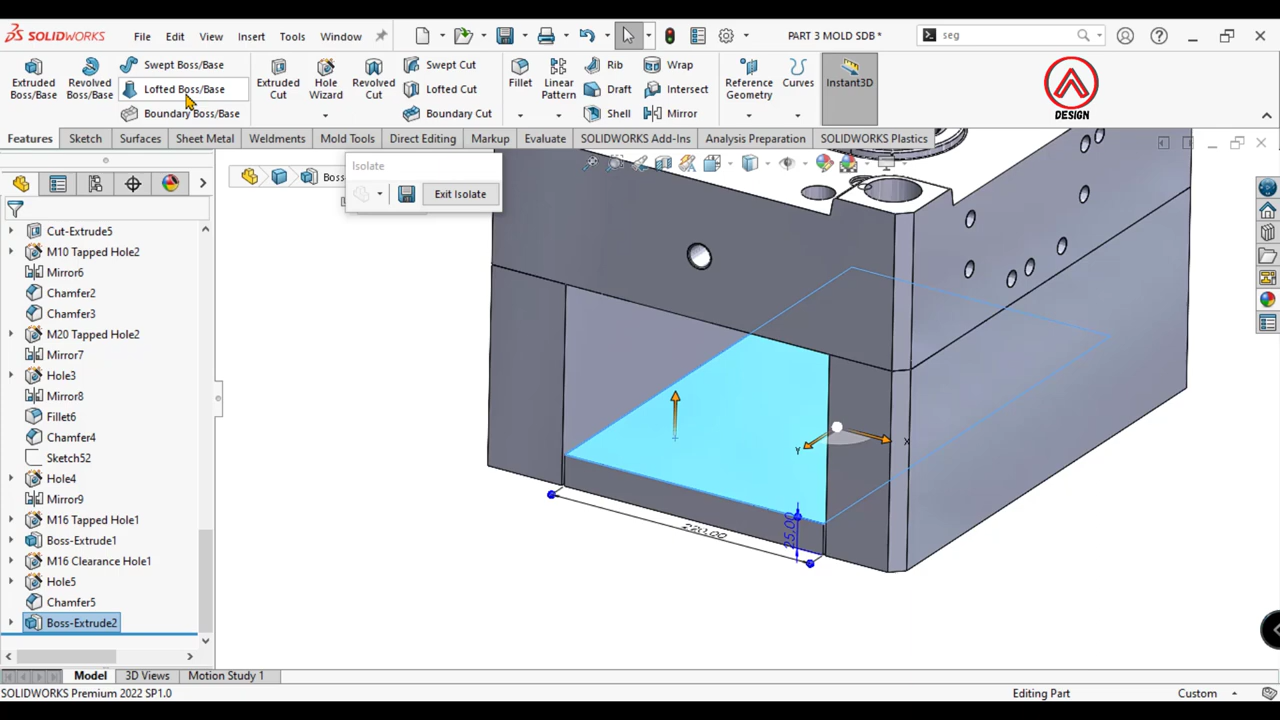 SOLIDWORKS
File
Edit
View
Insert
Tools
Window
PART 3 MOLD SDB *
seg
Extruded Boss/Base
Revolved Boss/Base
Swept Boss/Base
Lofted Boss/Base
Boundary Boss/Base
Extruded Cut
Hole Wizard
Revolved Cut
Swept Cut
Lofted Cut
Boundary Cut
Fillet
Linear Pattern
Rib
Draft
Shell
Wrap
Intersect
Mirror
Reference Geometry
Curves
Instant3D
DESIGN
Features
Sketch
Surfaces
Sheet Metal
Weldments
Mold Tools
Direct Editing
Markup
Evaluate
SOLIDWORKS Add-Ins
Analysis Preparation
SOLIDWORKS Plastics
Isolate
Exit Isolate
Boss
Cut-Extrude5
M10 Tapped Hole2
Mirror6
Chamfer2
Chamfer3
M20 Tapped Hole2
Mirror7
Hole3
Mirror8
Fillet6
Chamfer4
Sketch52
Hole4
Mirror9
M16 Tapped Hole1
Boss-Extrude1
M16 Clearance Hole1
Hole5
Chamfer5
Boss-Extrude2
X
Y
220.00
25.00
Model
3D Views
Motion Study 1
SOLIDWORKS Premium 2022 SP1.0
Editing Part
Custom